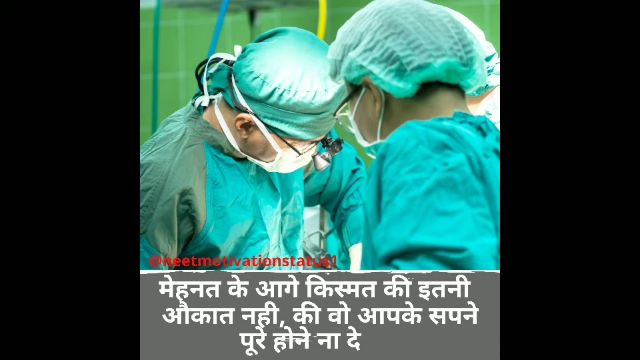 @neetmotivationstatus1
मेहनत के आगे किस्मत की इतनी
औकात नही, की वो आपके सपने
पूरे होने ना दे